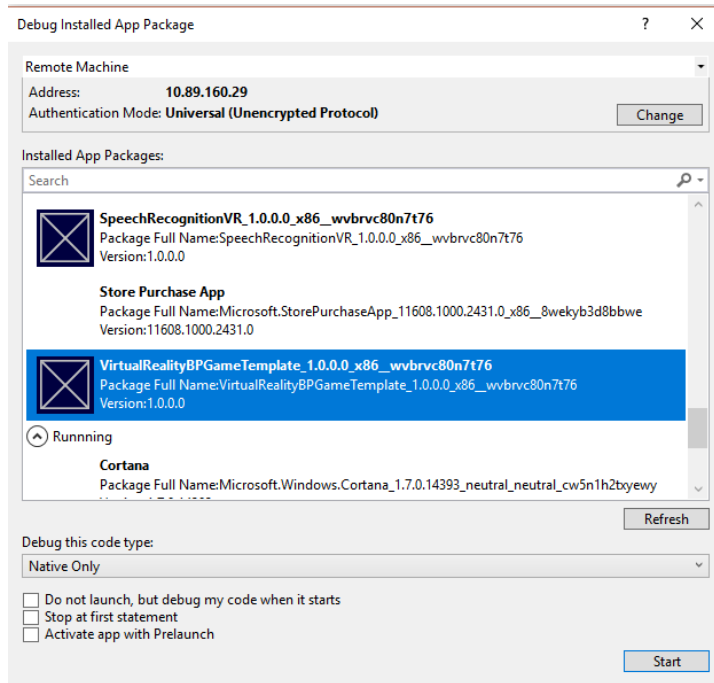 Debug Installed App Package
Remote Machine
Address: 10.89.160.29
Authentication Mode: Universal (Unencrypted Protocol)
Change
Installed App Packages:
Search
SpeechRecognitionVR_1.0.0.0_x86__wvbrvc80n7t76
Package Full Name:SpeechRecognitionVR_1.0.0.0_x86__wvbrvc80n7t76
Version:1.0.0.0
Store Purchase App
Package Full Name:Microsoft.StorePurchaseApp_11608.1000.2431.0_x86__8wekyb3d8bbwe
Version:11608.1000.2431.0
VirtualRealityBPGameTemplate_1.0.0.0_x86__wvbrvc80n7t76
Package Full Name:VirtualRealityBPGameTemplate_1.0.0.0_x86__wvbrvc80n7t76
Version:1.0.0.0
Runnning
Cortana
Package Full Name:Microsoft.Windows.Cortana_1.7.0.14393_neutral_neutral_cw5n1h2txyewy
Refresh
Debug this code type:
Native Only
Do not launch, but debug my code when it starts
Stop at first statement
Activate app with Prelaunch
Start